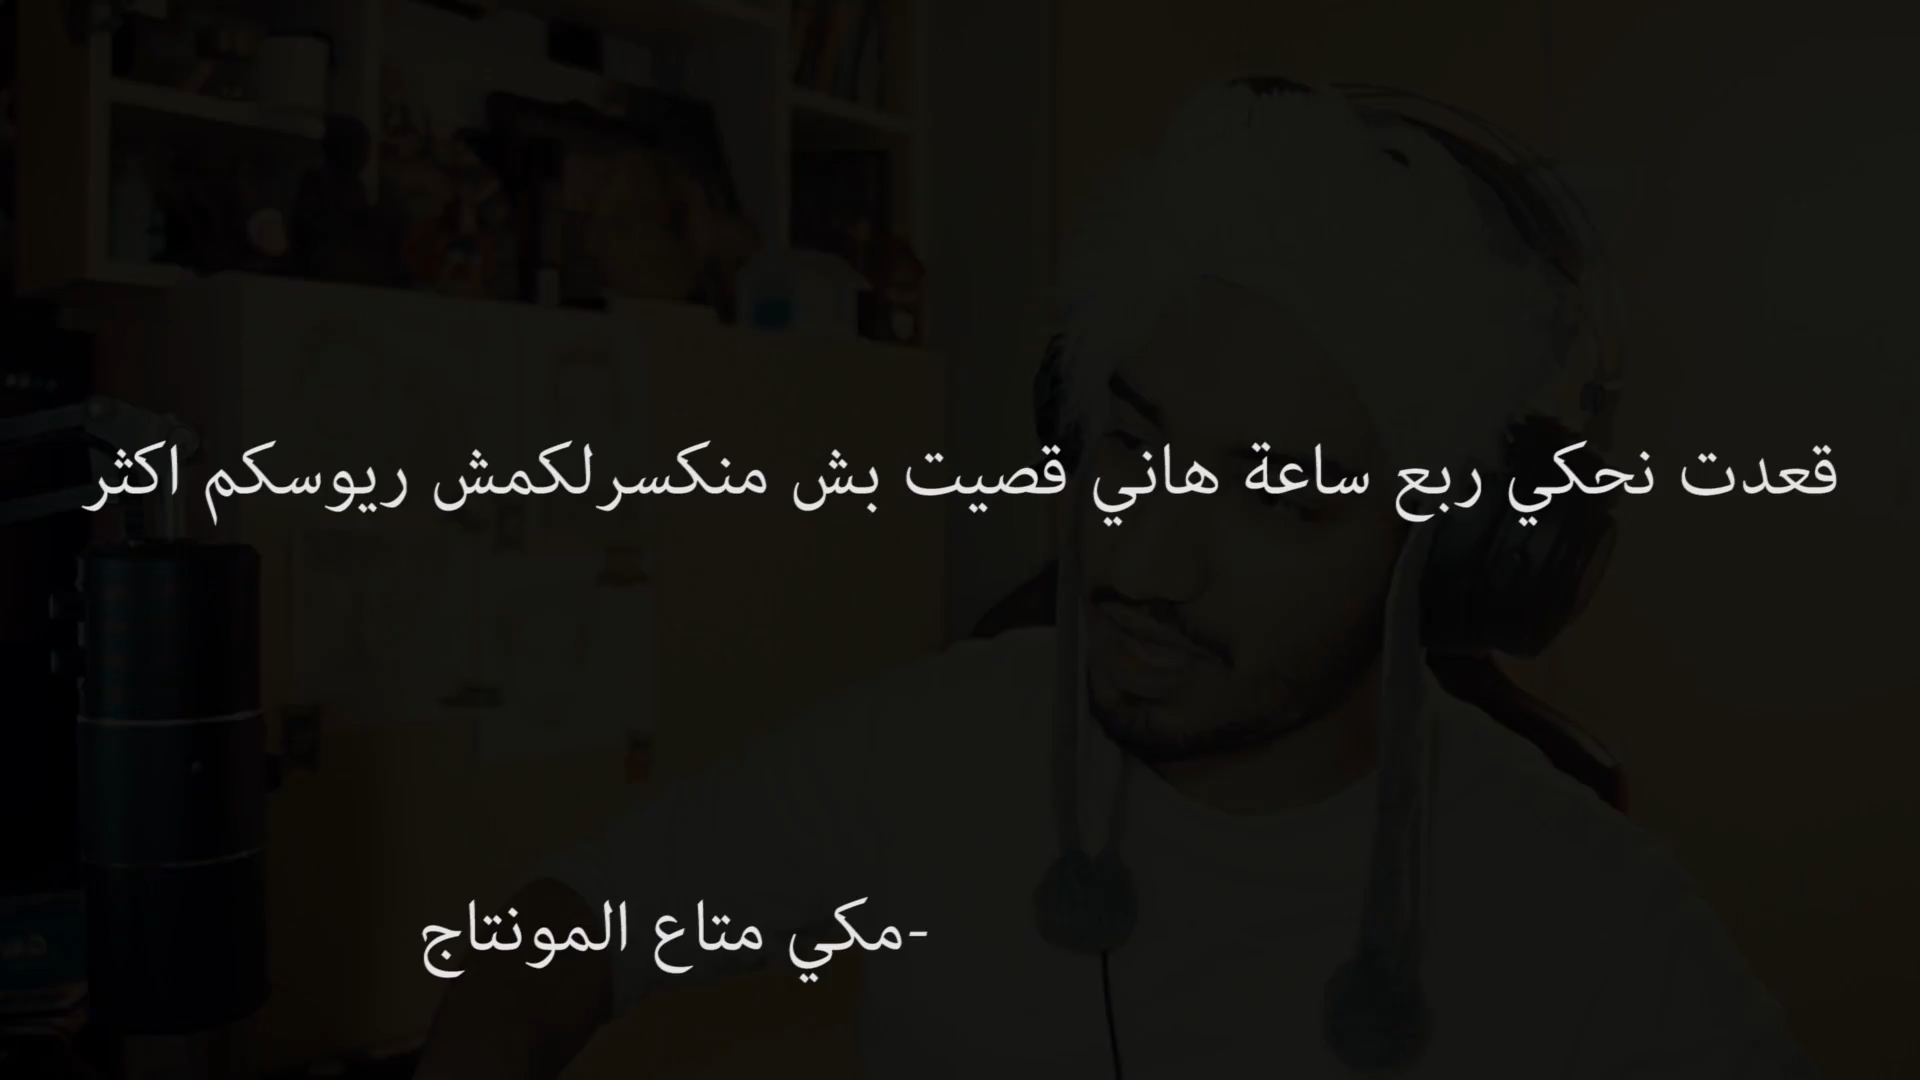 قعدت نحكي ربع ساعة هاني قصيت بش منكسرلكمش ريوسكم اكثر
-مكي متاع المونتاج